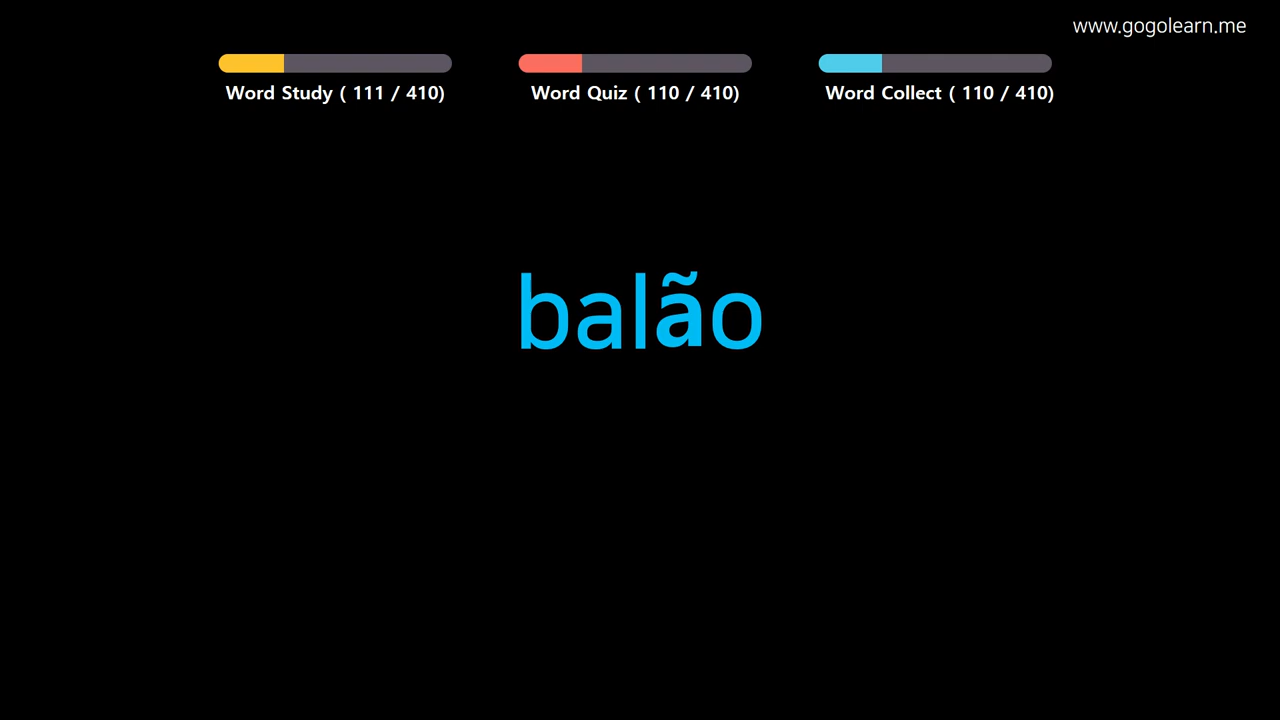 www.gogolearn.me
Word Study ( 111 / 410)
Word Quiz ( 110 / 410)
Word Collect ( 110 / 410)
balão